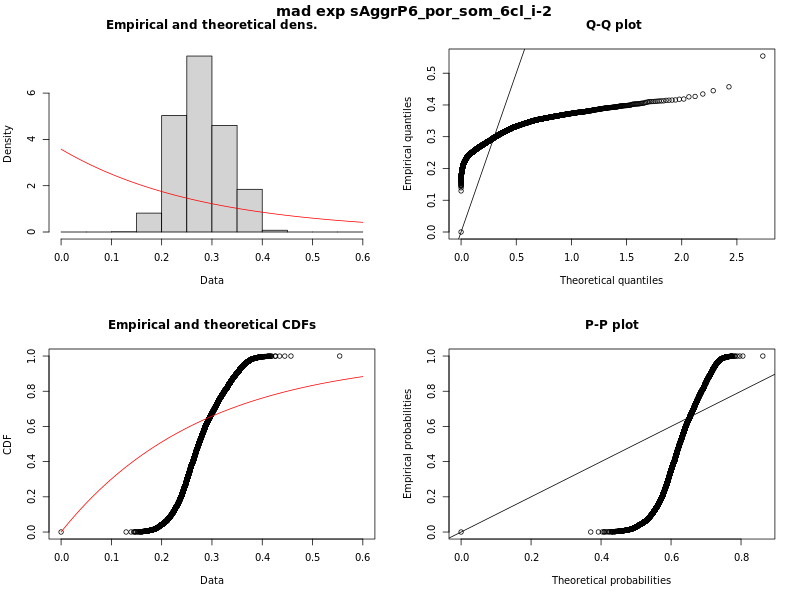 mad exp sAggrP6_por_som_6cl_i-2
Empirical and theoretical dens.
Density
0 2 4 6
0.0 0.1 0.2 0.3 0.4 0.5 0.6
Data
Q-Q plot
Empirical quantiles
0.0 0.1 0.2 0.3 0.4 0.5
0.0 0.5 1.0 1.5 2.0 2.5
Theoretical quantiles
Empirical and theoretical CDFs
CDF
0.0 0.2 0.4 0.6 0.8 1.0
0.0 0.1 0.2 0.3 0.4 0.5 0.6
Data
P-P plot
Empirical probabilities
0.0 0.2 0.4 0.6 0.8 1.0
0.0 0.2 0.4 0.6 0.8
Theoretical probabilities